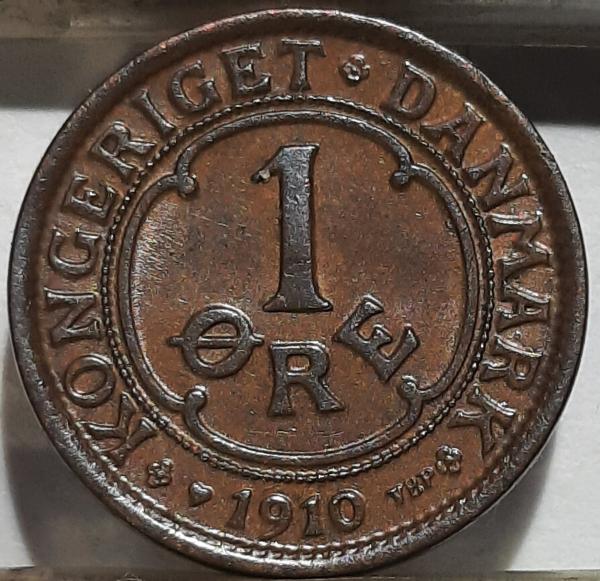 KONGERIGET DANMARK
1
ØRE
1910 VBP